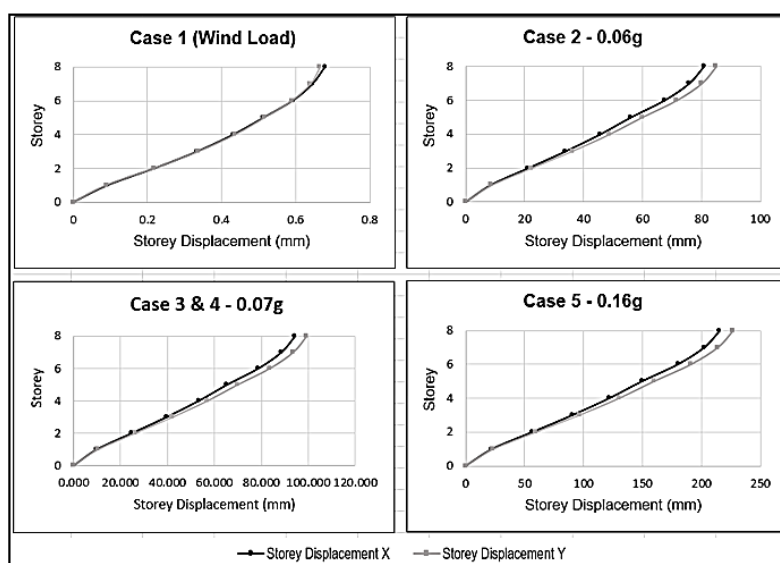 Case 1 (Wind Load)
Storey
8
6
4
2
0
0
0.2
0.4
0.6
0.8
Storey Displacement (mm)
Case 2 - 0.06g
Storey
8
6
4
2
0
0
20
40
60
80
100
Storey Displacement (mm)
Case 3 & 4 - 0.07g
Storey
8
6
4
2
0
0.000 20.000 40.000 60.000 80.000 100.000 120.000
Storey Displacement (mm)
Case 5 - 0.16g
Storey
8
6
4
2
0
0
50
100
150
200
250
Storey Displacement (mm)
Storey Displacement X Storey Displacement Y